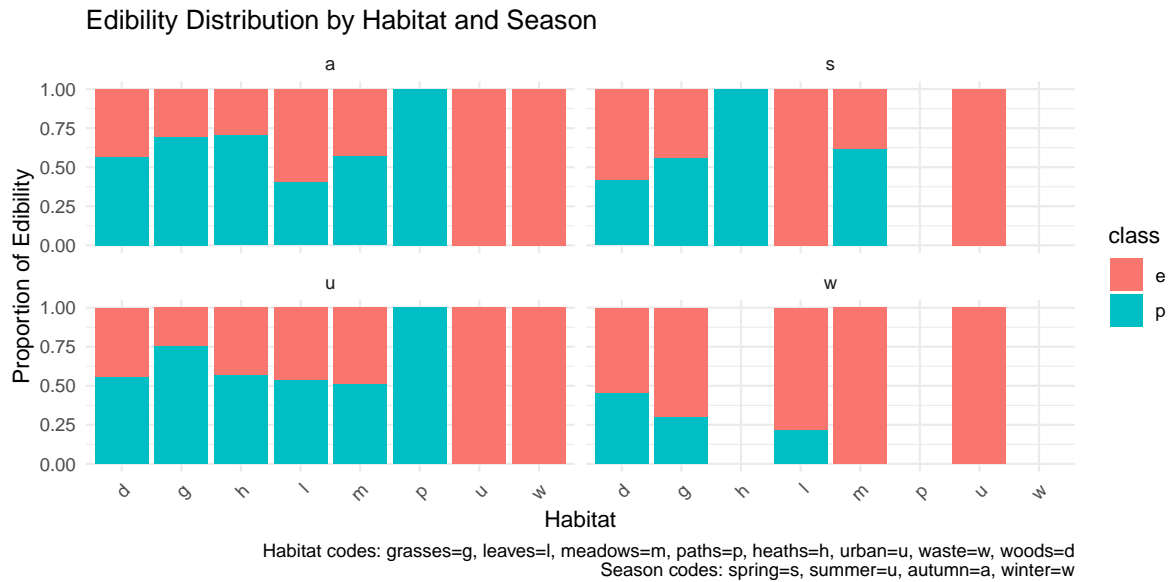 Edibility Distribution by Habitat and Season
a
s
1.00
0.75
0.50
0.25
0.00
u
w
1.00
0.75
0.50
0.25
0.00
Proportion of Edibility
d g h l m p u w
d g h l m p u w
Habitat
class
e
p
Habitat codes: grasses=g, leaves=l, meadows=m, paths=p, heaths=h, urban=u, waste=w, woods=d
Season codes: spring=s, summer=u, autumn=a, winter=w